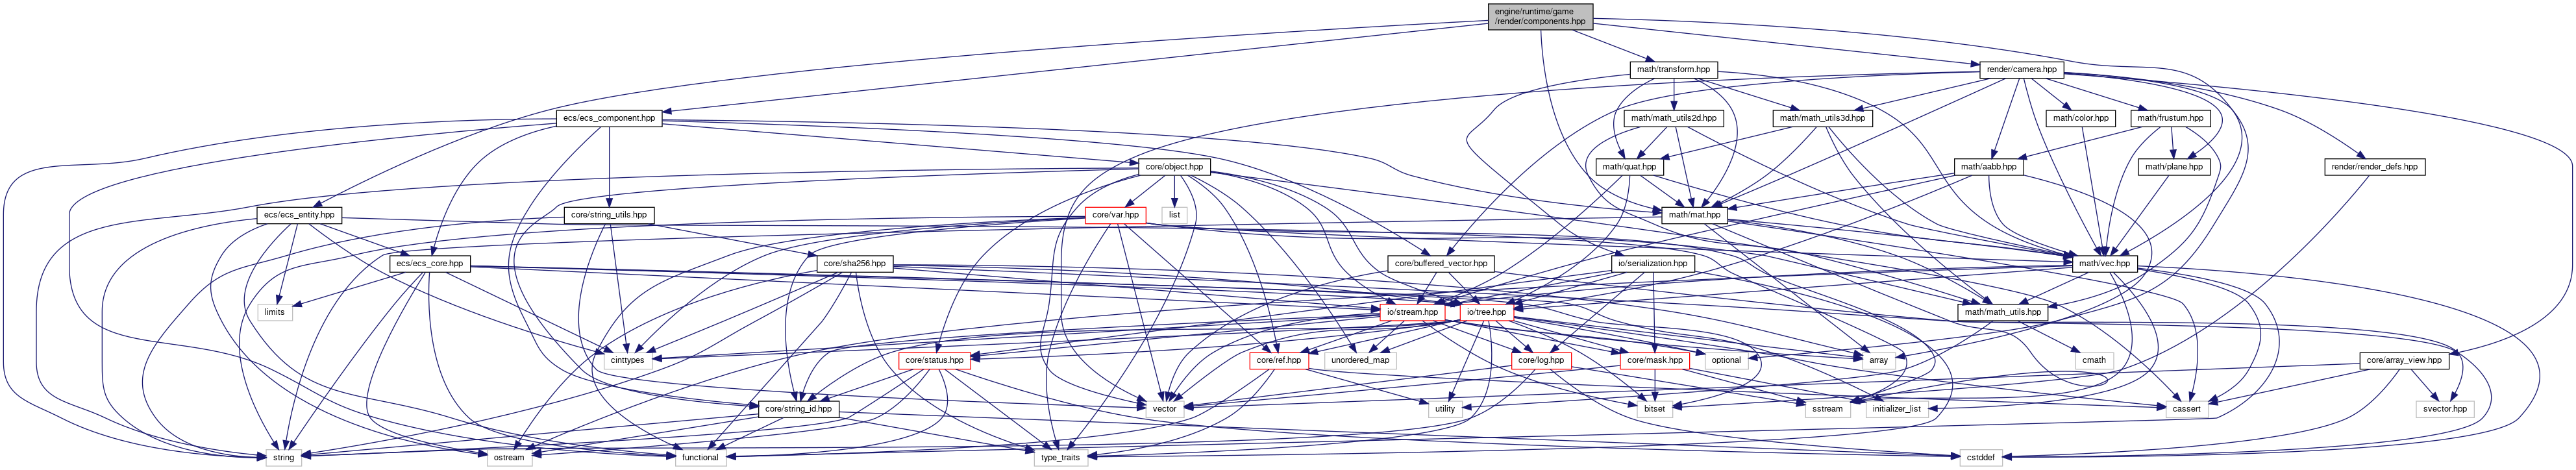 engine/runtime/game
/render/components.hpp
math/transform.hpp
render/camera.hpp
ecs/ecs_component.hpp
math/math_utils2d.hpp
math/math_utils3d.hpp
math/color.hpp
math/frustum.hpp
core/object.hpp
math/quat.hpp
math/aabb.hpp
math/plane.hpp
render/render_defs.hpp
ecs/ecs_entity.hpp
core/string_utils.hpp
core/var.hpp
list
math/mat.hpp
ecs/ecs_core.hpp
core/sha256.hpp
core/buffered_vector.hpp
io/serialization.hpp
math/vec.hpp
limits
io/stream.hpp
io/tree.hpp
math/math_utils.hpp
cinttypes
core/status.hpp
core/ref.hpp
unordered_map
core/log.hpp
core/mask.hpp
optional
array
cmath
core/array_view.hpp
core/string_id.hpp
vector
utility
bitset
sstream
initializer_list
cassert
svector.hpp
string
ostream
functional
type_traits
cstddef